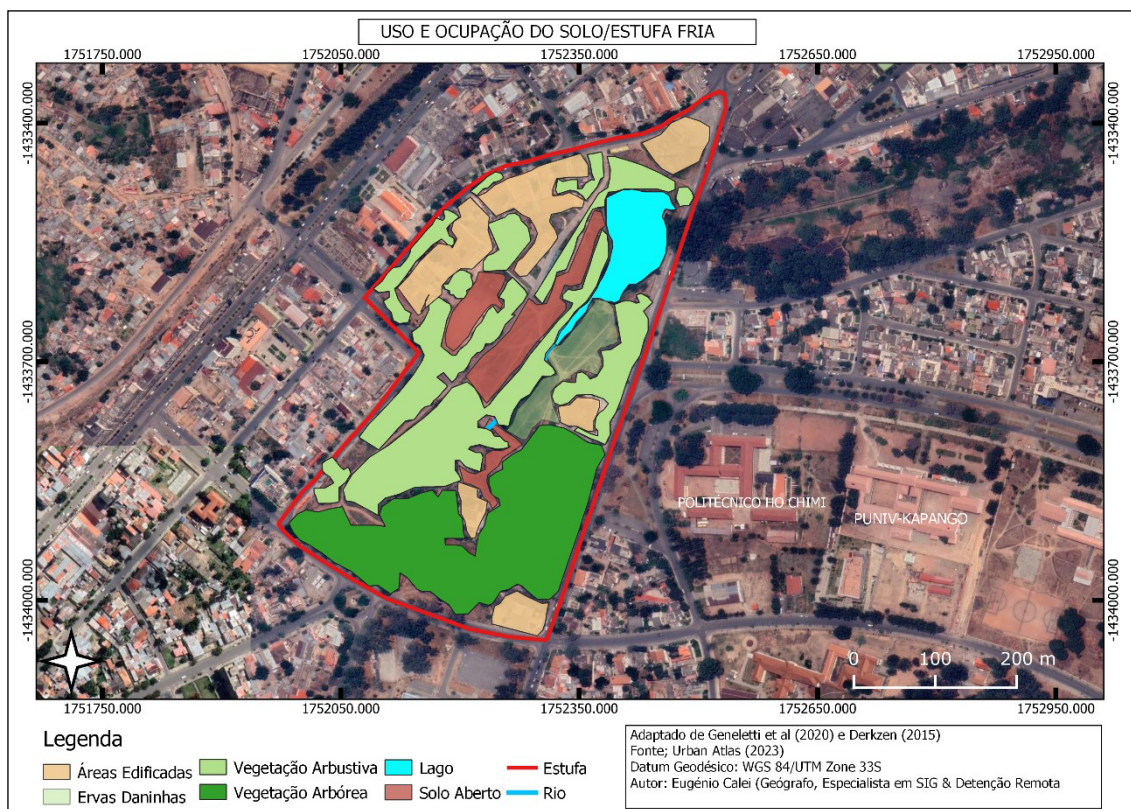 USO E OCUPAÇÃO DO SOLO/ESTUFA FRIA
1751750.000 1752050.000 1752350.000 1752650.000 1752950.000
-1433400.000 -1433400.000
-1433700.000 -1433700.000
POLITÉCNICO HO CHIMI
PUNIV-KAPANGO
-1434000.000 -1434000.000
0 100 200 m
1751750.000 1752050.000 1752350.000 1752650.000 1752950.000
Legenda
Áreas Edificadas
Ervas Daninhas
Vegetação Arbustiva
Vegetação Arbórea
Lago
Solo Aberto
Estufa
Rio
Adaptado de Geneletti et al (2020) e Derkzen (2015)
Fonte; Urban Atlas (2023)
Datum Geodésico: WGS 84/UTM Zone 33S
Autor: Eugénio Calei (Geógrafo, Especialista em SIG & Detenção Remota